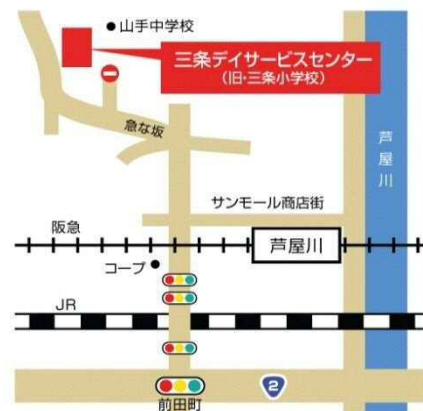 山手中学校
三条デイサービスセンター
(旧・三条小学校)
急な坂
芦屋川
サンモール商店街
阪急
芦屋川
コープ
JR
2
前田町